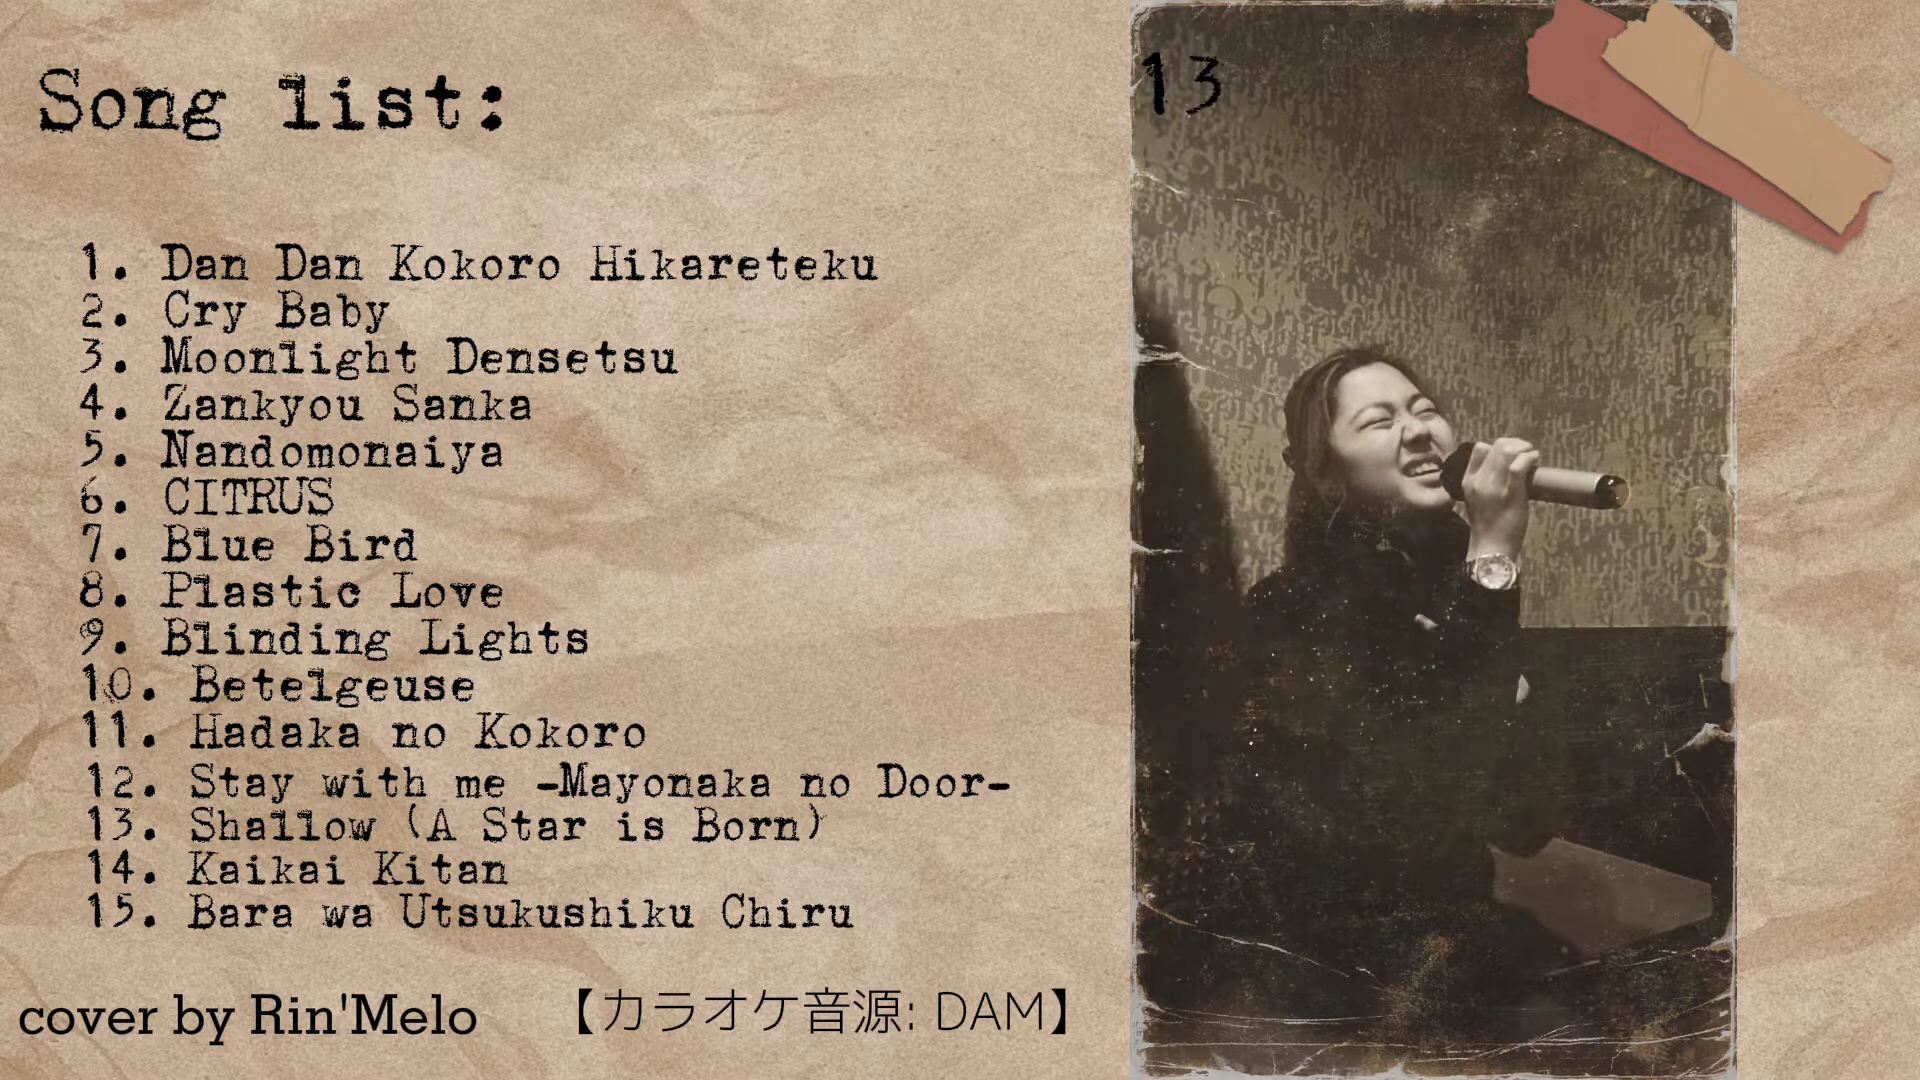 Song list:
1. Dan Dan Kokoro Hikareteku
2. Cry Baby
3. Moonlight Densetsu
4. Zankyou Sanka
5. Nandomonaiya
6. CITRUS
7. Blue Bird
8. Plastic Love
9. Blinding Lights
10. Betelgeuse
11. Hadaka no Kokoro
12. Stay with me -Mayonaka no Door-
13. Shallow (A Star is Born)
14. Kaikai Kitan
15. Bara wa Utsukushiku Chiru
cover by Rin'Melo
【カラオケ音源: DAM】
13